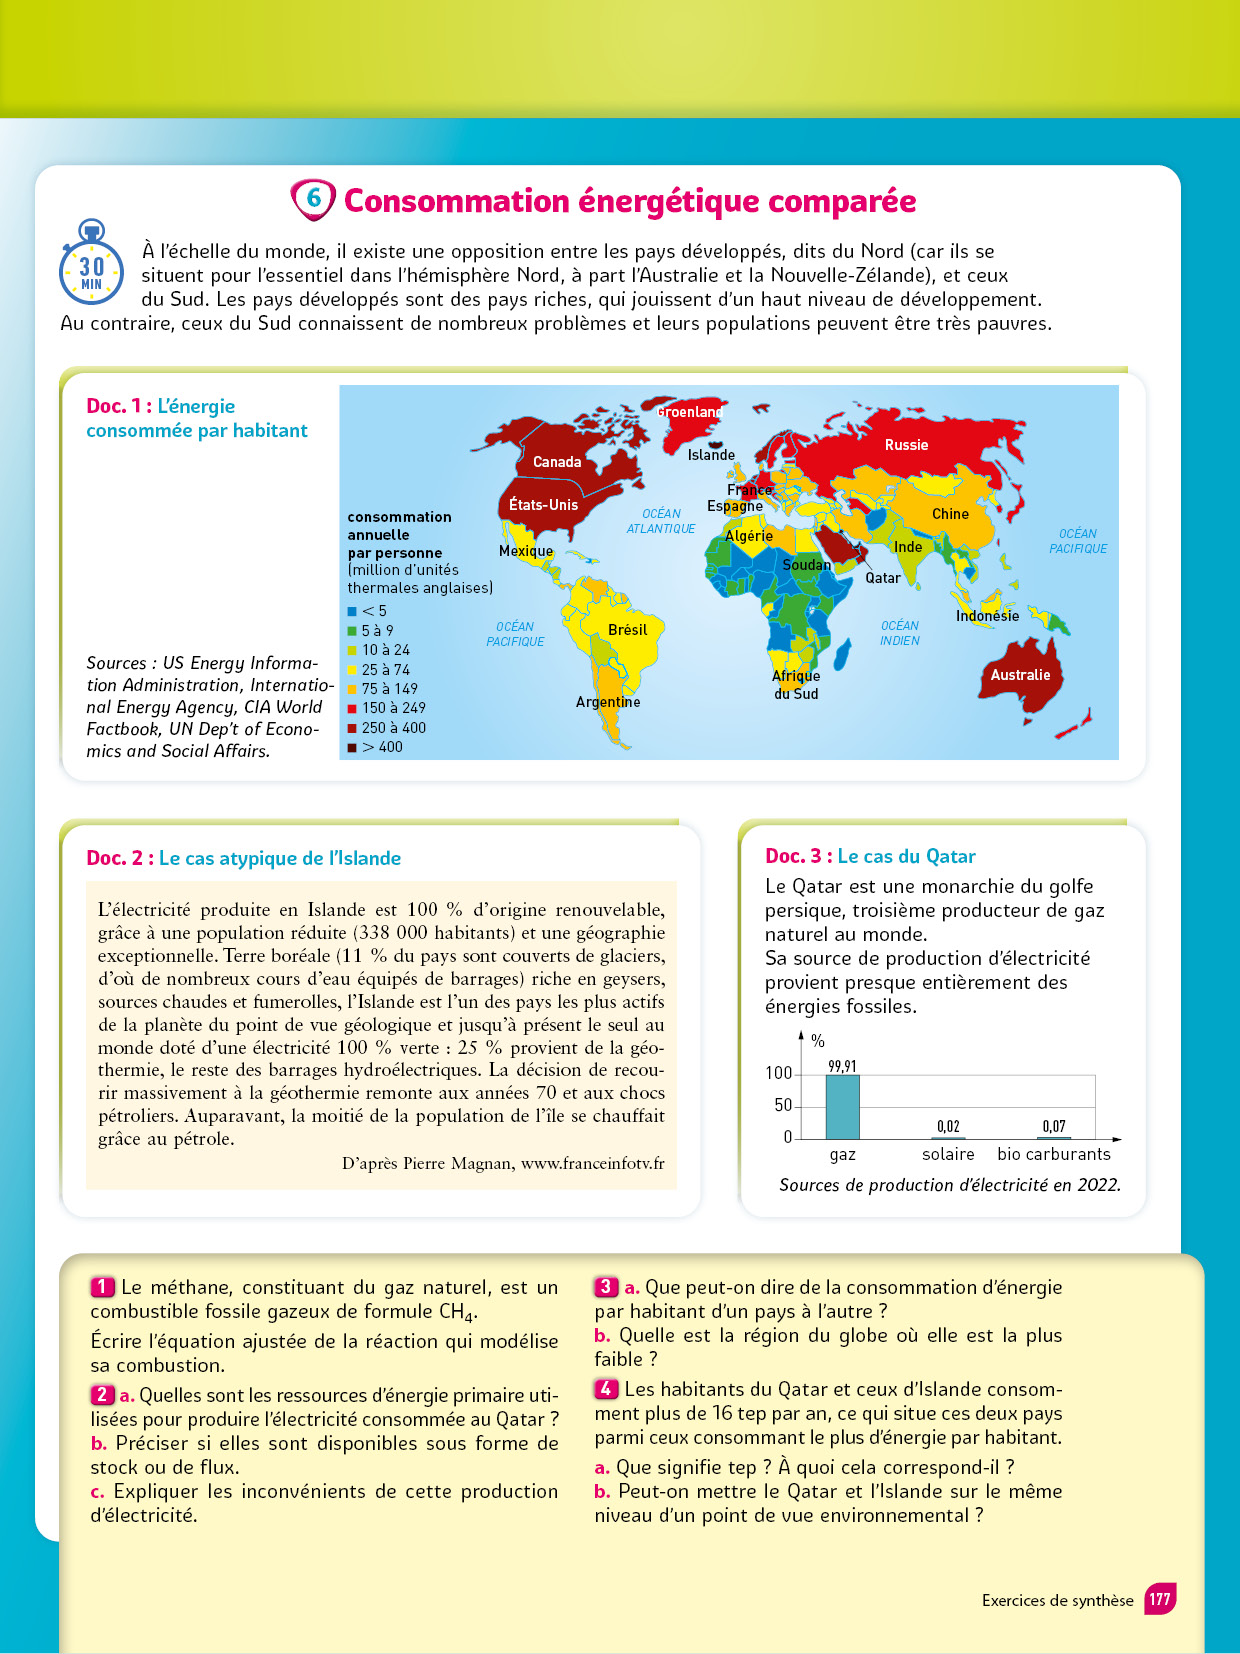 6 Consommation énergétique comparée
30
MIN
À l'échelle du monde, il existe une opposition entre les pays développés, dits du Nord (car ils se
situent pour l'essentiel dans l'hémisphère Nord, à part l'Australie et la Nouvelle-Zélande), et ceux
du Sud. Les pays développés sont des pays riches, qui jouissent d'un haut niveau de développement.
Au contraire, ceux du Sud connaissent de nombreux problèmes et leurs populations peuvent être très pauvres.
Doc. 1 : L'énergie
consommée par habitant
Sources : US Energy Informa-
tion Administration, Internatio-
nal Energy Agency, CIA World
Factbook, UN Dep't of Econo-
mics and Social Affairs.
consommation
annuelle
par personne
(million d'unités
thermales anglaises)
< 5
5 à 9
10 à 24
25 à 74
75 à 149
150 à 249
250 à 400
> 400
Groenland
Islande
Russie
Canada
États-Unis
France
Espagne
OCÉAN
ATLANTIQUE
Chine
Algérie
Mexique
Inde
OCÉAN
PACIFIQUE
Soudan
Qatar
Indonésie
OCÉAN
PACIFIQUE
Brésil
OCÉAN
INDIEN
Afrique
du Sud
Australie
Argentine
Doc. 2 : Le cas atypique de l'Islande
L'électricité produite en Islande est 100 % d'origine renouvelable,
grâce à une population réduite (338 000 habitants) et une géographie
exceptionnelle. Terre boréale (11 % du pays sont couverts de glaciers,
d'où de nombreux cours d'eau équipés de barrages) riche en geysers,
sources chaudes et fumerolles, l'Islande est l'un des pays les plus actifs
de la planète du point de vue géologique et jusqu'à présent le seul au
monde doté d'une électricité 100 % verte : 25 % provient de la géo-
thermie, le reste des barrages hydroélectriques. La décision de recou-
rir massivement à la géothermie remonte aux années 70 et aux chocs
pétroliers. Auparavant, la moitié de la population de l'île se chauffait
grâce au pétrole.
D'après Pierre Magnan, www.franceinfotv.fr
Doc. 3 : Le cas du Qatar
Le Qatar est une monarchie du golfe
persique, troisième producteur de gaz
naturel au monde.
Sa source de production d'électricité
provient presque entièrement des
énergies fossiles.
%
100
50
0
99,91
0,02
0,07
gaz
solaire
bio carburants
Sources de production d'électricité en 2022.
1 Le méthane, constituant du gaz naturel, est un
combustible fossile gazeux de formule CH₄.
Écrire l'équation ajustée de la réaction qui modélise
sa combustion.
2 a. Quelles sont les ressources d'énergie primaire uti-
lisées pour produire l'électricité consommée au Qatar ?
b. Préciser si elles sont disponibles sous forme de
stock ou de flux.
c. Expliquer les inconvénients de cette production
d'électricité.
3 a. Que peut-on dire de la consommation d'énergie
par habitant d'un pays à l'autre ?
b. Quelle est la région du globe où elle est la plus
faible ?
4 Les habitants du Qatar et ceux d'Islande consom-
ment plus de 16 tep par an, ce qui situe ces deux pays
parmi ceux consommant le plus d'énergie par habitant.
a. Que signifie tep ? À quoi cela correspond-il ?
b. Peut-on mettre le Qatar et l'Islande sur le même
niveau d'un point de vue environnemental ?
Exercices de synthèse 177